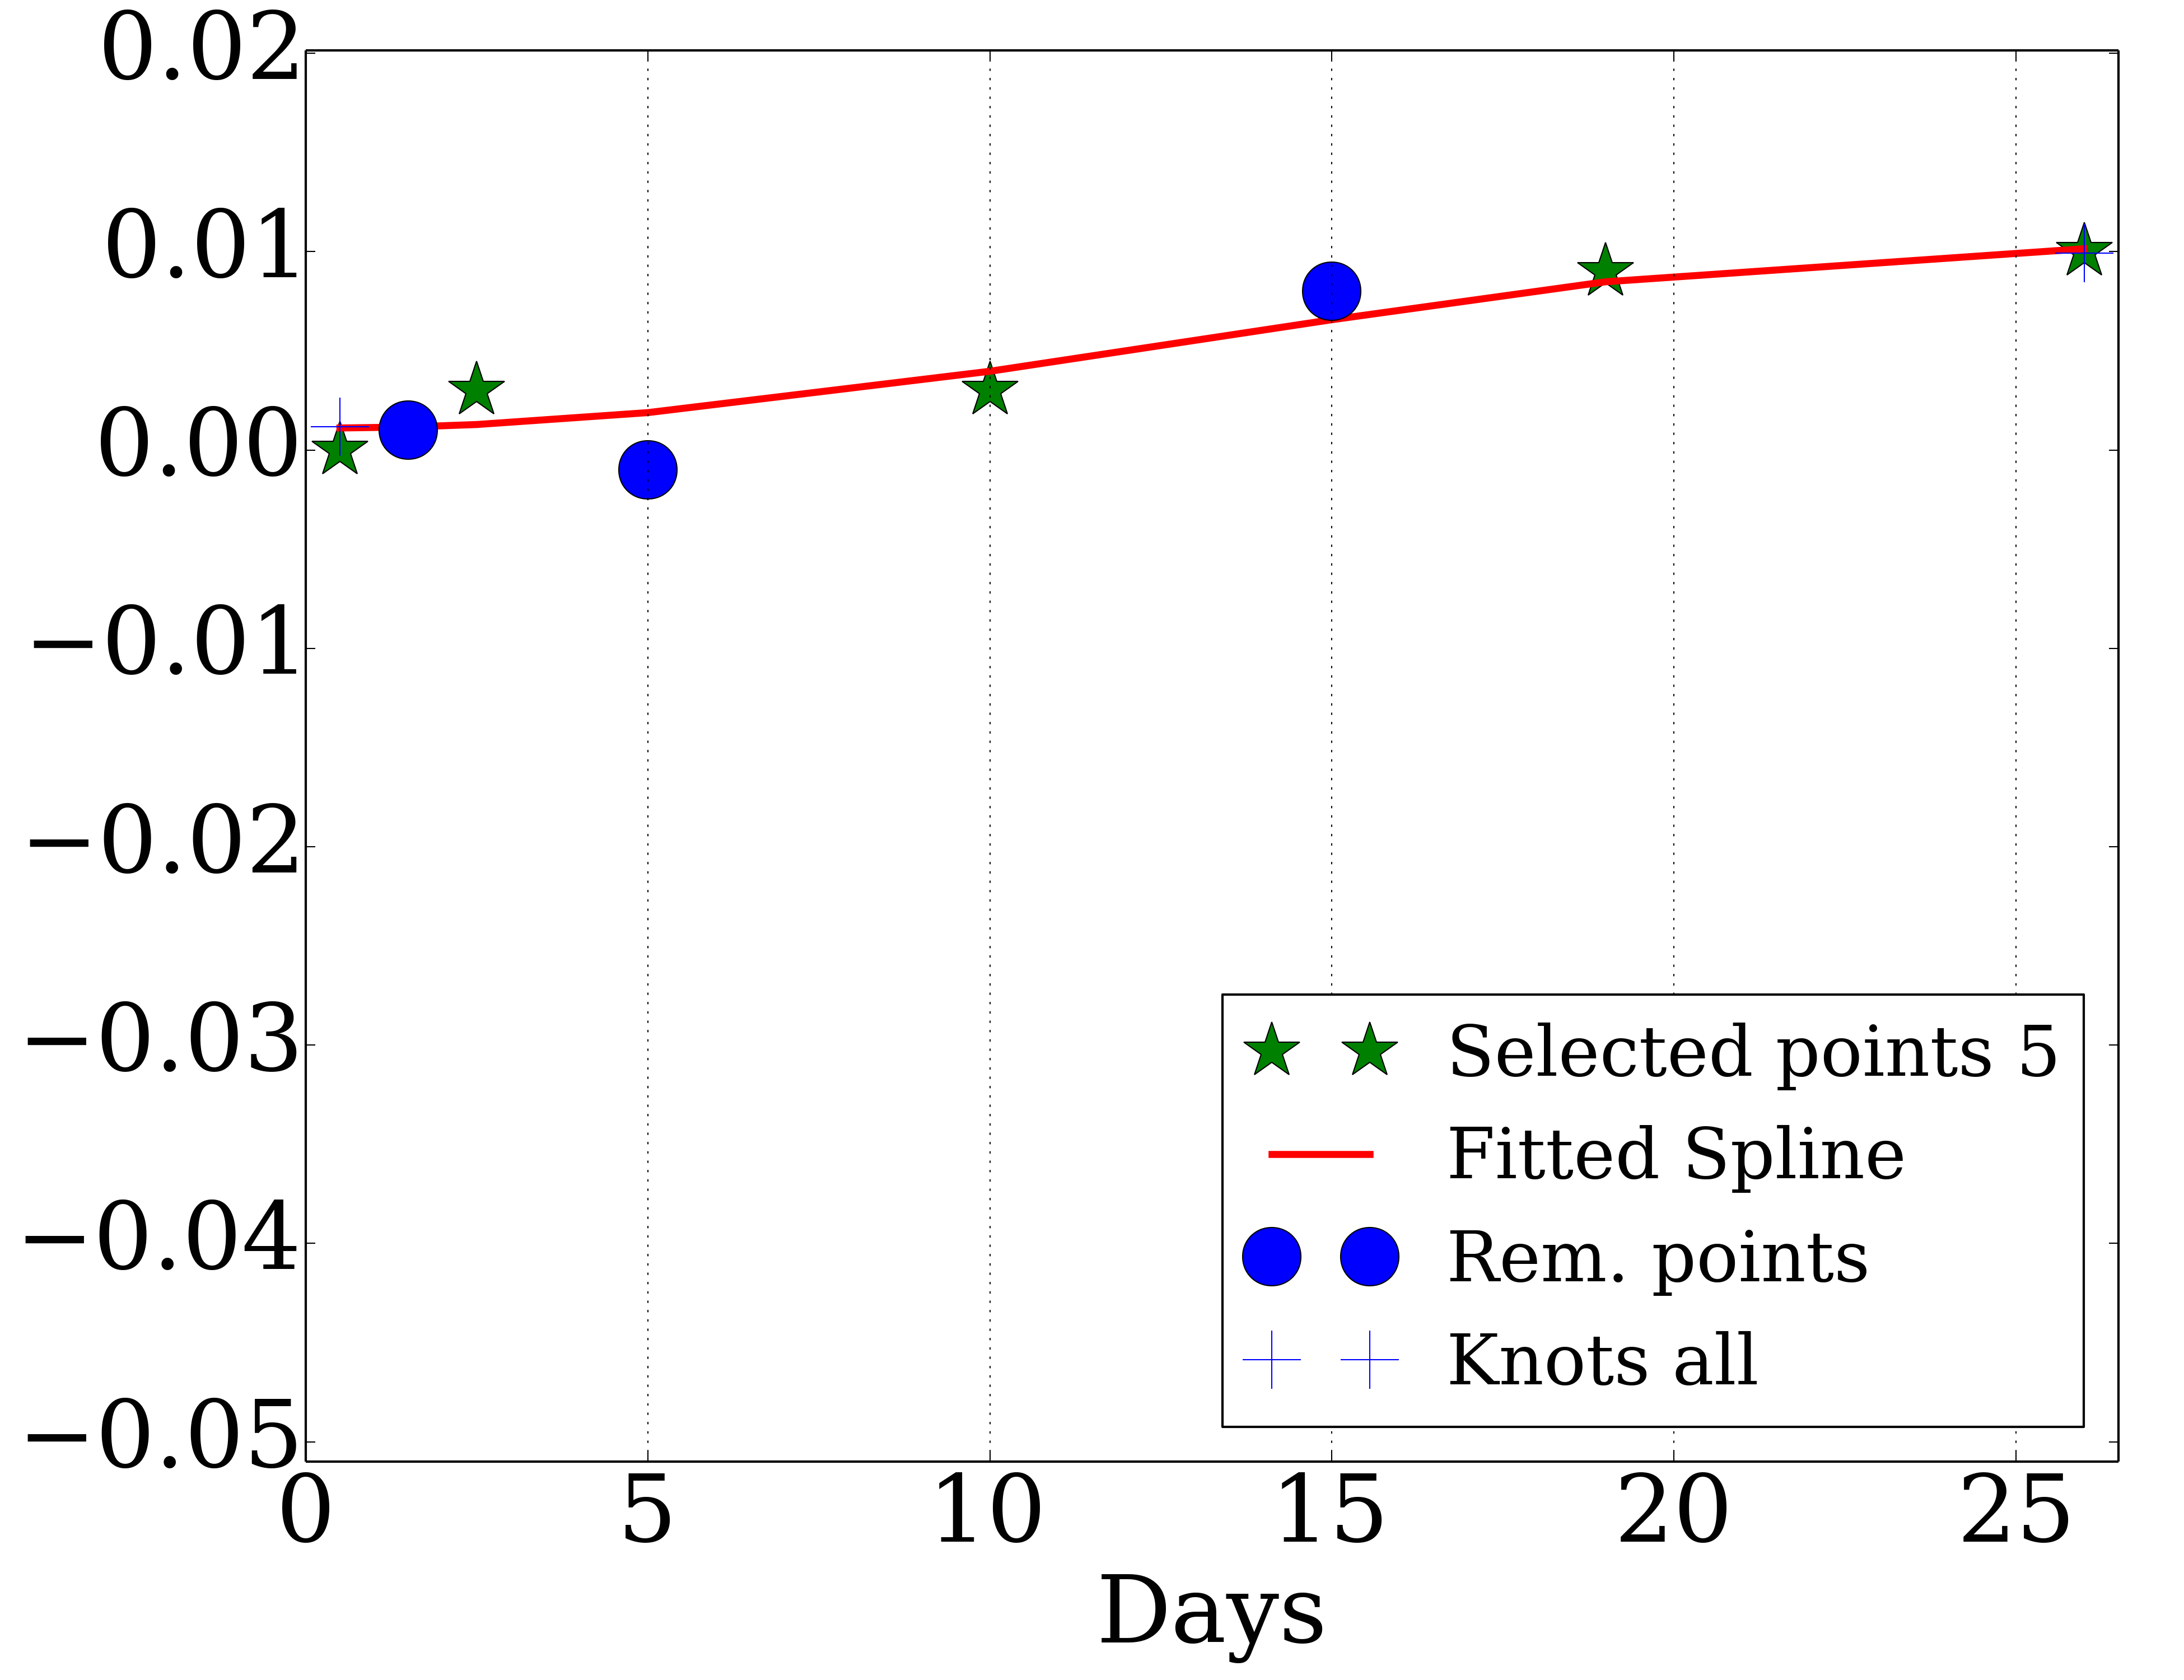 0.02
0.01
0.00
−0.01
−0.02
−0.03
−0.04
−0.05
0 5 10 15 20 25
Days
Selected points 5
Fitted Spline
Rem. points
Knots all